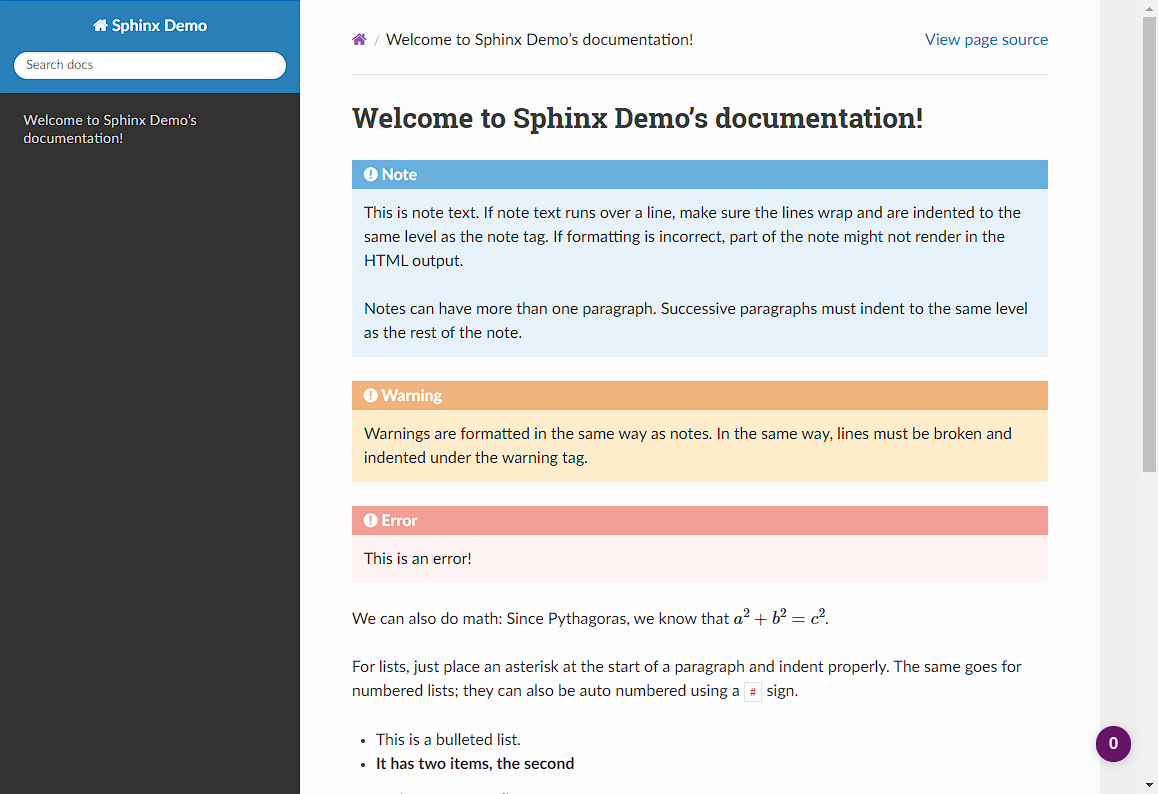 Sphinx Demo
Search docs
Welcome to Sphinx Demo's
documentation!
/ Welcome to Sphinx Demo's documentation!
View page source
Welcome to Sphinx Demo’s documentation!
Note
This is note text. If note text runs over a line, make sure the lines wrap and are indented to the
same level as the note tag. If formatting is incorrect, part of the note might not render in the
HTML output.
Notes can have more than one paragraph. Successive paragraphs must indent to the same level
as the rest of the note.
Warning
Warnings are formatted in the same way as notes. In the same way, lines must be broken and
indented under the warning tag.
Error
This is an error!
We can also do math: Since Pythagoras, we know that a² + b² = c².
For lists, just place an asterisk at the start of a paragraph and indent properly. The same goes for
numbered lists; they can also be auto numbered using a # sign.
• This is a bulleted list.
• It has two items, the second
0